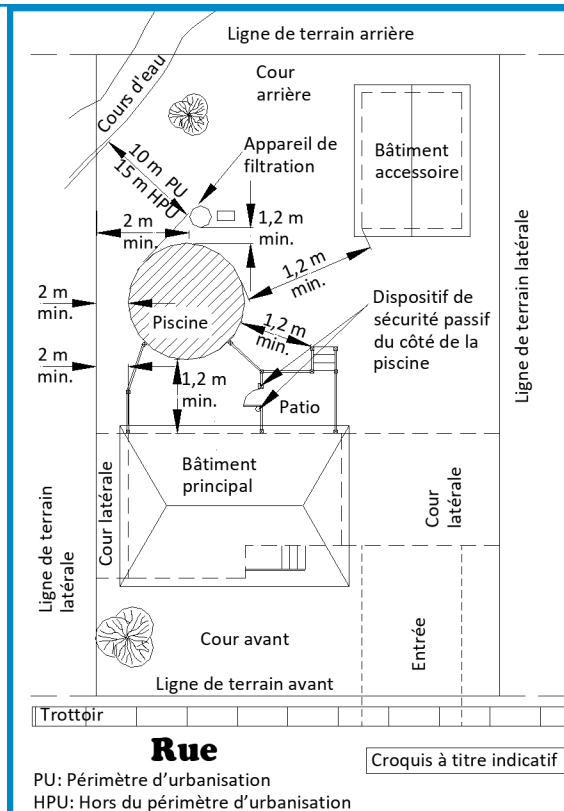 Ligne de terrain arrière
Cour
arrière
Cours d'eau
Appareil de
filtration
Bâtiment
accessoire
10 m PU
15 m HPU
2 m
min.
1,2 m
min.
1,2 m
min.
2 m
min.
Piscine
1,2 m
min.
Dispositif de
sécurité passif
du côté de la
piscine
Ligne de terrain latérale
2 m
min.
1,2 m
min.
Patio
Bâtiment
principal
Cour latérale
Cour
latérale
Ligne de terrain
latérale
Cour avant
Entrée
Ligne de terrain avant
Trottoir
Rue
Croquis à titre indicatif
PU: Périmètre d'urbanisation
HPU: Hors du périmètre d'urbanisation